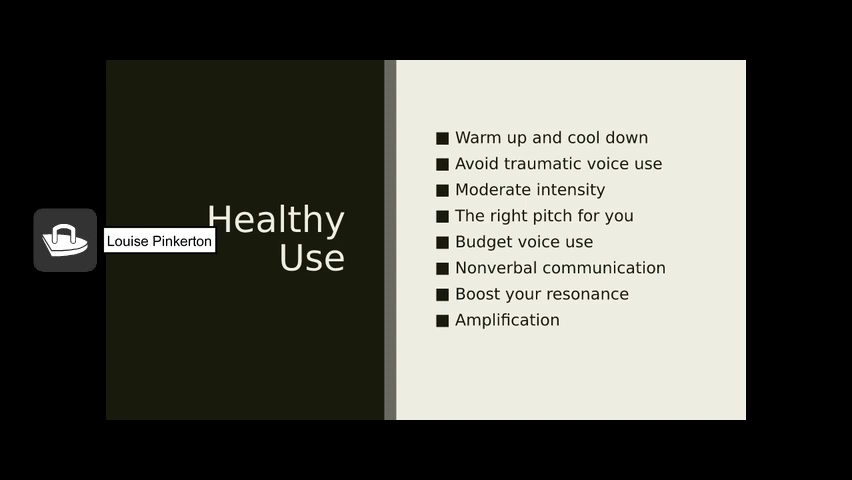 Healthy
Use
Louise Pinkerton
■ Warm up and cool down
■ Avoid traumatic voice use
■ Moderate intensity
■ The right pitch for you
■ Budget voice use
■ Nonverbal communication
■ Boost your resonance
■ Amplification